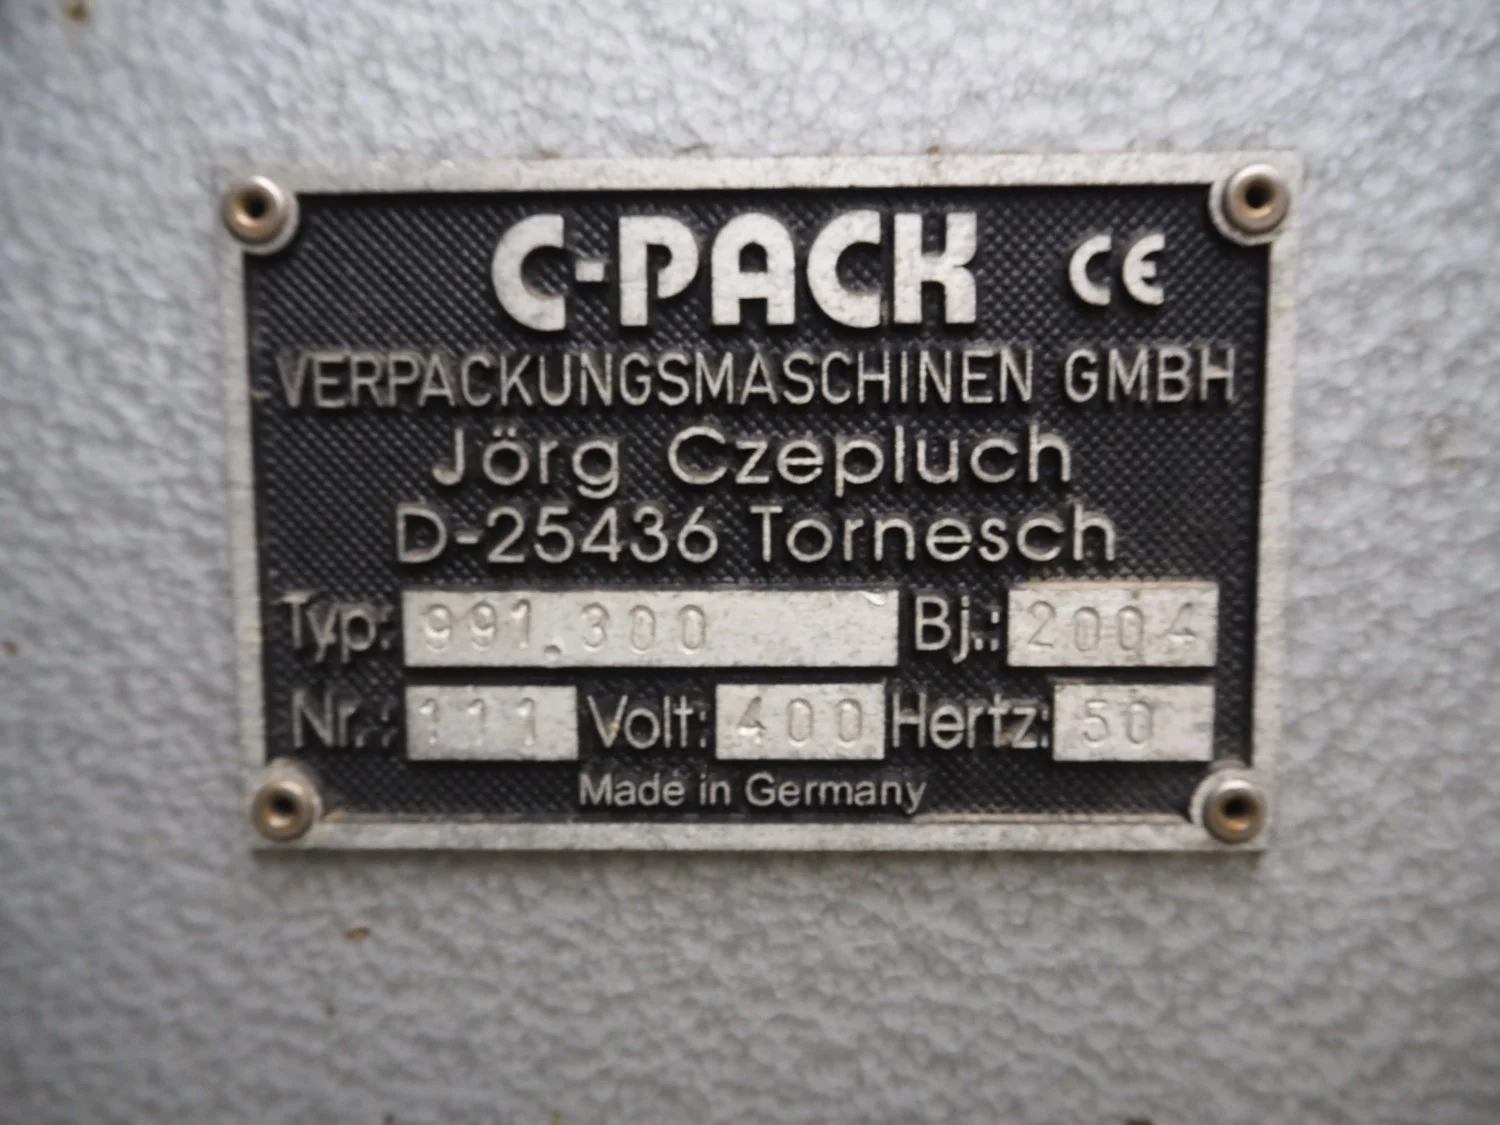 C-PACK CE
VERPACKUNGSMASCHINEN GMBH
Jörg Czepluch
D-25436 Tornesch
Typ: 991.300 Bj.: 2004
Nr.: 111 Volt: 400 Hertz: 50
Made in Germany